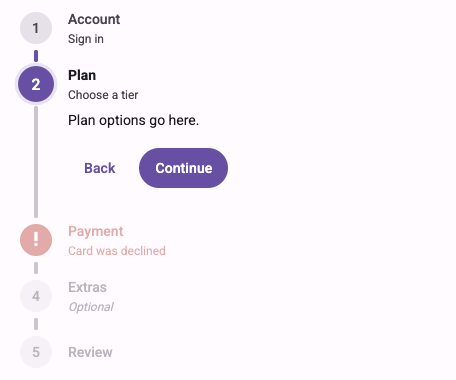 1
Account
Sign in
2
Plan
Choose a tier
Plan options go here.
Back Continue
!
Payment
Card was declined
4
Extras
Optional
5
Review